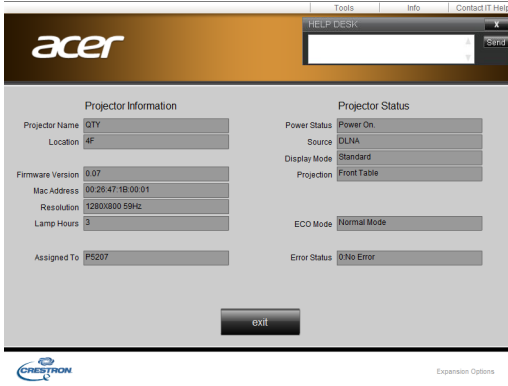 Tools Info Contact IT Help
HELP DESK X
Send
acer
Projector Information
Projector Name QTY
Location 4F
Firmware Version 0.07
Mac Address 00:26:47:1B:00:01
Resolution 1280X800 59Hz
Lamp Hours 3
Assigned To P5207
Projector Status
Power Status Power On.
Source DLNA
Display Mode Standard
Projection Front Table
ECO Mode Normal Mode
Error Status 0:No Error
exit
CRESTRON
Expansion Options